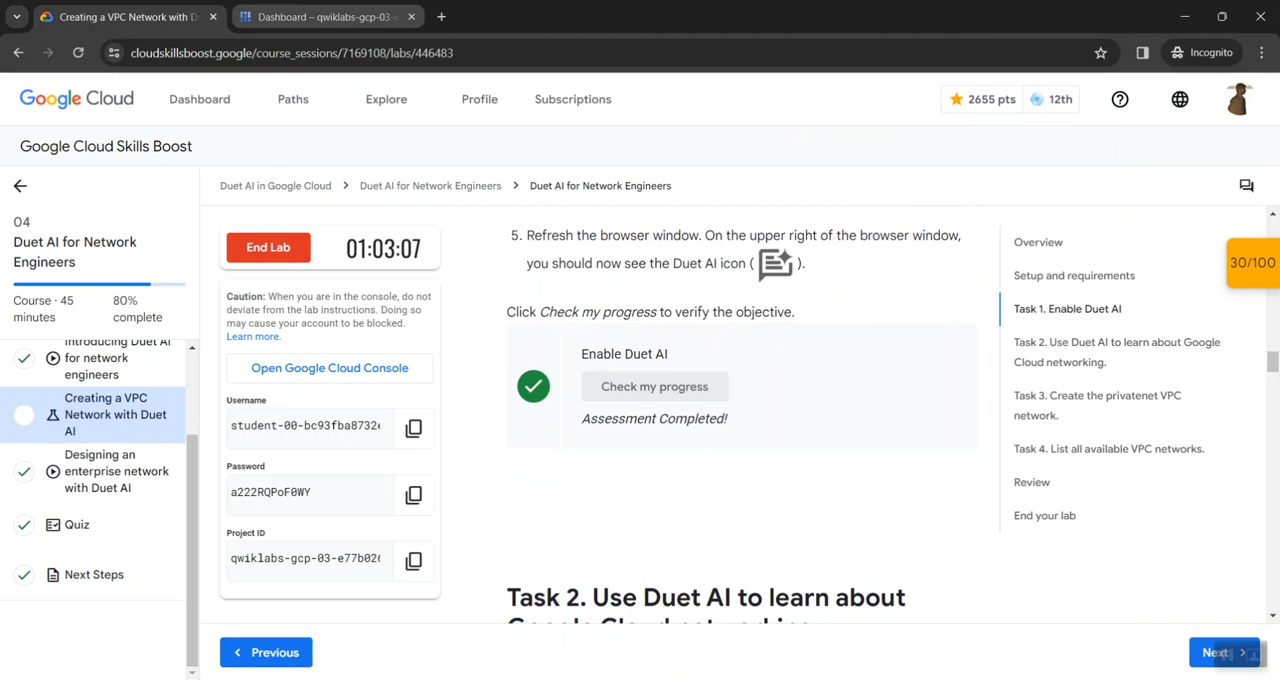 Creating a VPC Network with D
Dashboard – qwiklabs-gcp-03-
cloudskillsboost.google/course_sessions/7169108/labs/446483
Incognito
Google Cloud
Dashboard
Paths
Explore
Profile
Subscriptions
2655 pts
12th
Google Cloud Skills Boost
04
Duet AI for Network
Engineers
Course · 45
minutes
80%
complete
Introducing Duet AI
for network
engineers
Creating a VPC
Network with Duet
AI
Designing an
enterprise network
with Duet AI
Quiz
Next Steps
Duet AI in Google Cloud
Duet AI for Network Engineers
Duet AI for Network Engineers
End Lab
01:03:07
Caution: When you are in the console, do not
deviate from the lab instructions. Doing so
may cause your account to be blocked.
Learn more.
Open Google Cloud Console
Username
student-00-bc93fba8732e
Password
a222RQPoF0WY
Project ID
qwiklabs-gcp-03-e77b026
5. Refresh the browser window. On the upper right of the browser window,
you should now see the Duet AI icon ( ).
Click Check my progress to verify the objective.
Enable Duet AI
Check my progress
Assessment Completed!
Task 2. Use Duet AI to learn about
Google Cloud networking
Overview
Setup and requirements
Task 1. Enable Duet AI
Task 2. Use Duet AI to learn about Google
Cloud networking.
Task 3. Create the privatenet VPC
network.
Task 4. List all available VPC networks.
Review
End your lab
30/100
Previous
Next